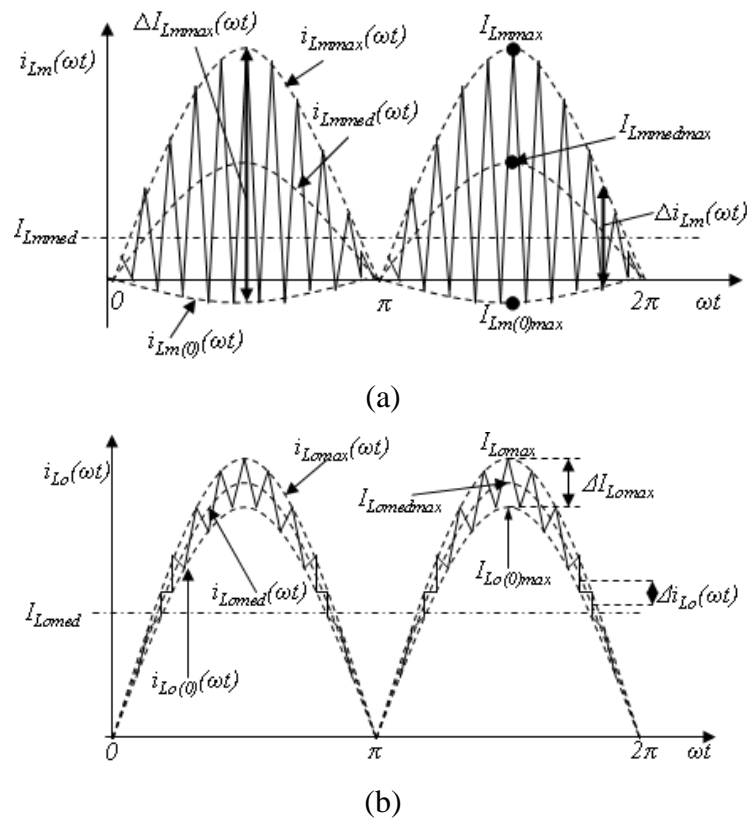 ΔI_Lmmax(ωt)
i_Lmmax(ωt)
I_Lmmax
i_Lm(ωt)
i_Lmmed(ωt)
I_Lmmedmax
Δi_Lm(ωt)
I_Lmmed
0
π
2π
ωt
i_Lm(0)(ωt)
I_Lm(0)max
(a)
i_Lo(ωt)
i_Lomax(ωt)
I_Lomax
I_Lomedmax
ΔI_Lomax
I_Lo(0)max
i_Lomed(ωt)
Δi_Lo(ωt)
I_Lomed
i_Lo(0)(ωt)
0
π
2π
ωt
(b)